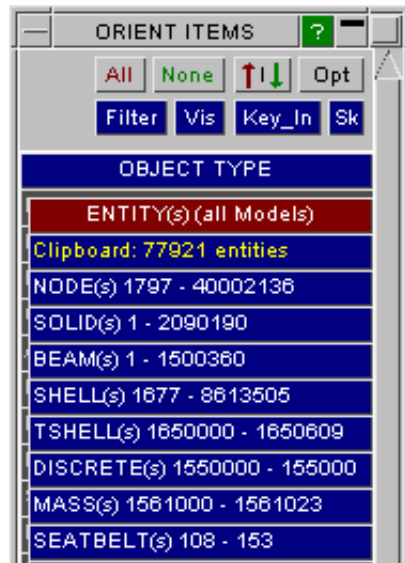 ORIENT ITEMS ?
All None Opt
Filter Vis Key_In Sk
OBJECT TYPE
ENTITY(s) (all Models)
Clipboard: 77921 entities
NODE(s) 1797 - 40002136
SOLID(s) 1 - 2090190
BEAM(s) 1 - 1500360
SHELL(s) 1677 - 8613505
TSHELL(s) 1650000 - 1650609
DISCRETE(s) 1550000 - 155000
MASS(s) 1561000 - 1561023
SEATBELT(s) 108 - 153